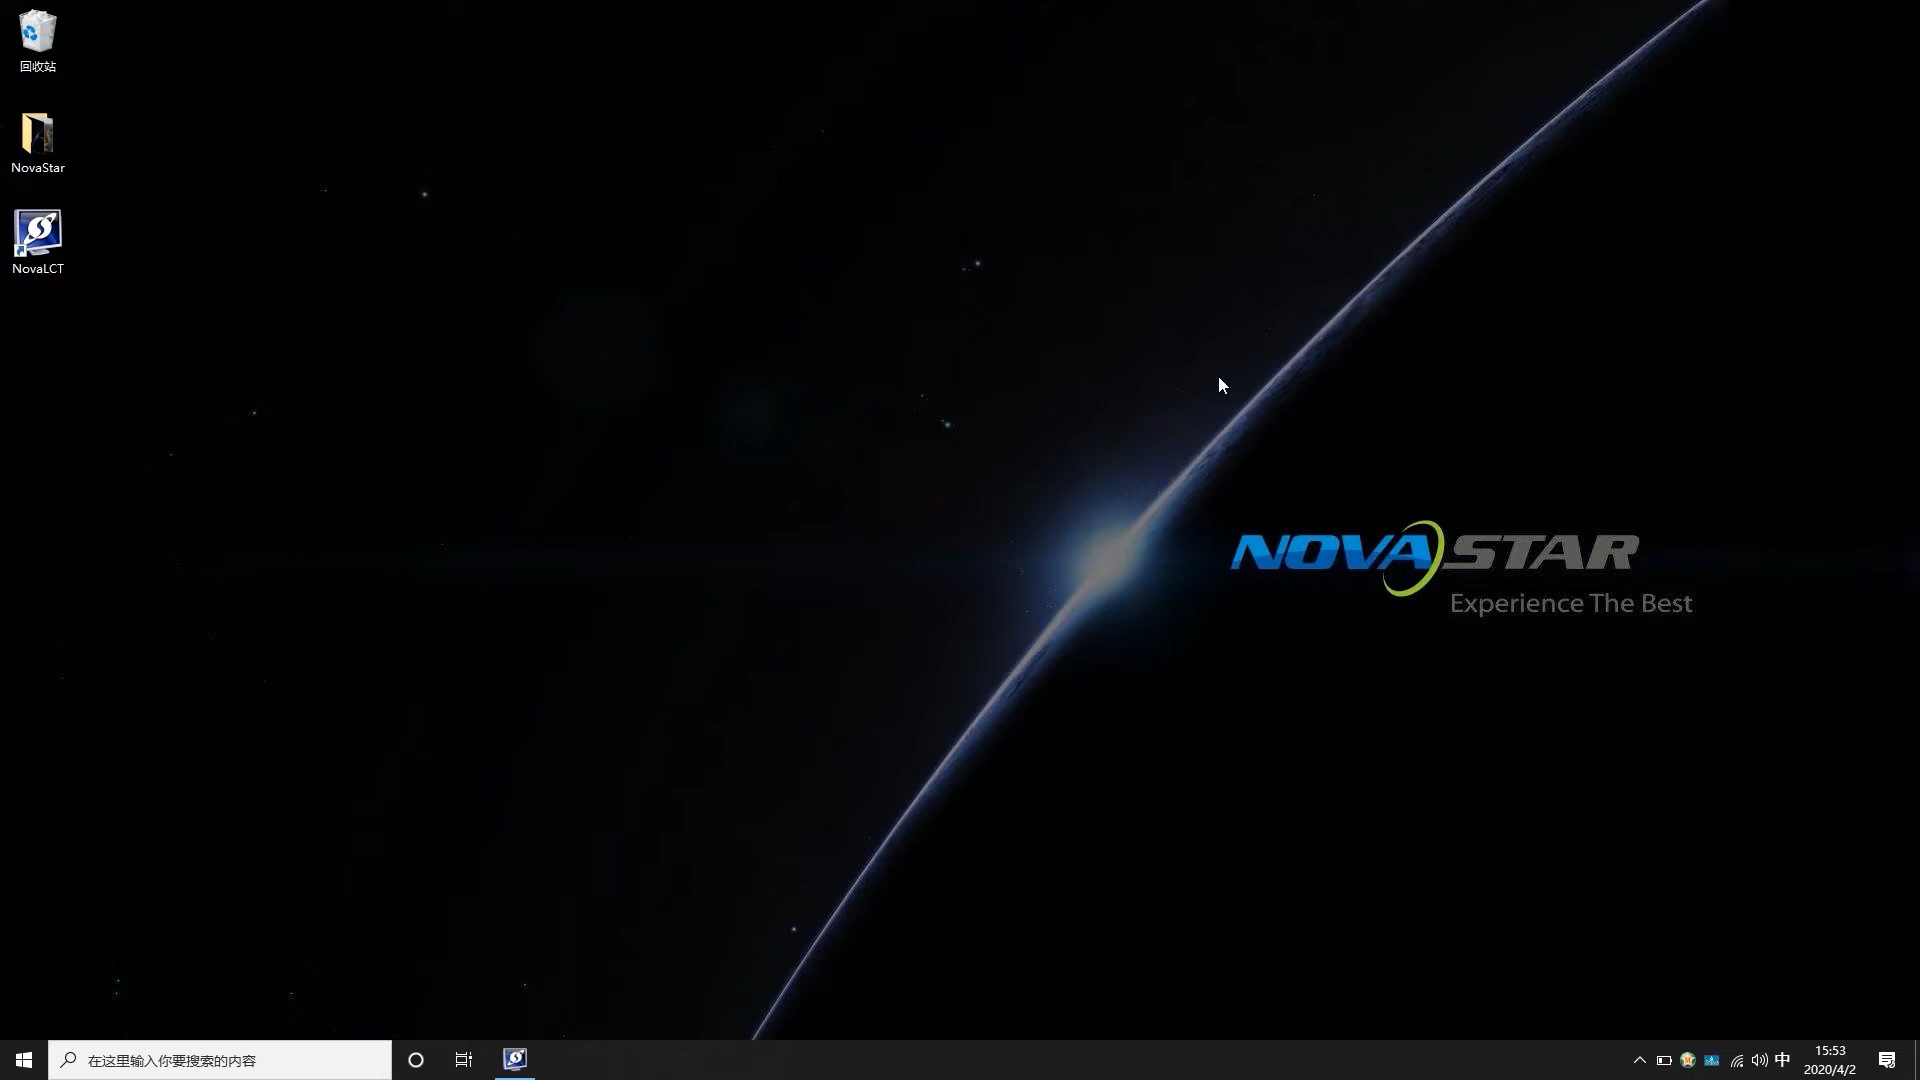 回收站
NovaStar
NovaLCT
NOVASTAR
Experience The Best
在这里输入你要搜索的内容
中
15:53
2020/4/2